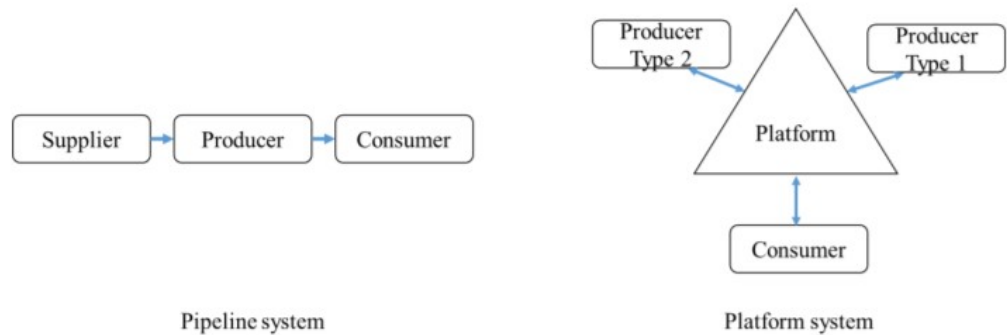 Supplier
Producer
Consumer
Pipeline system
Producer
Type 2
Producer
Type 1
Platform
Consumer
Platform system